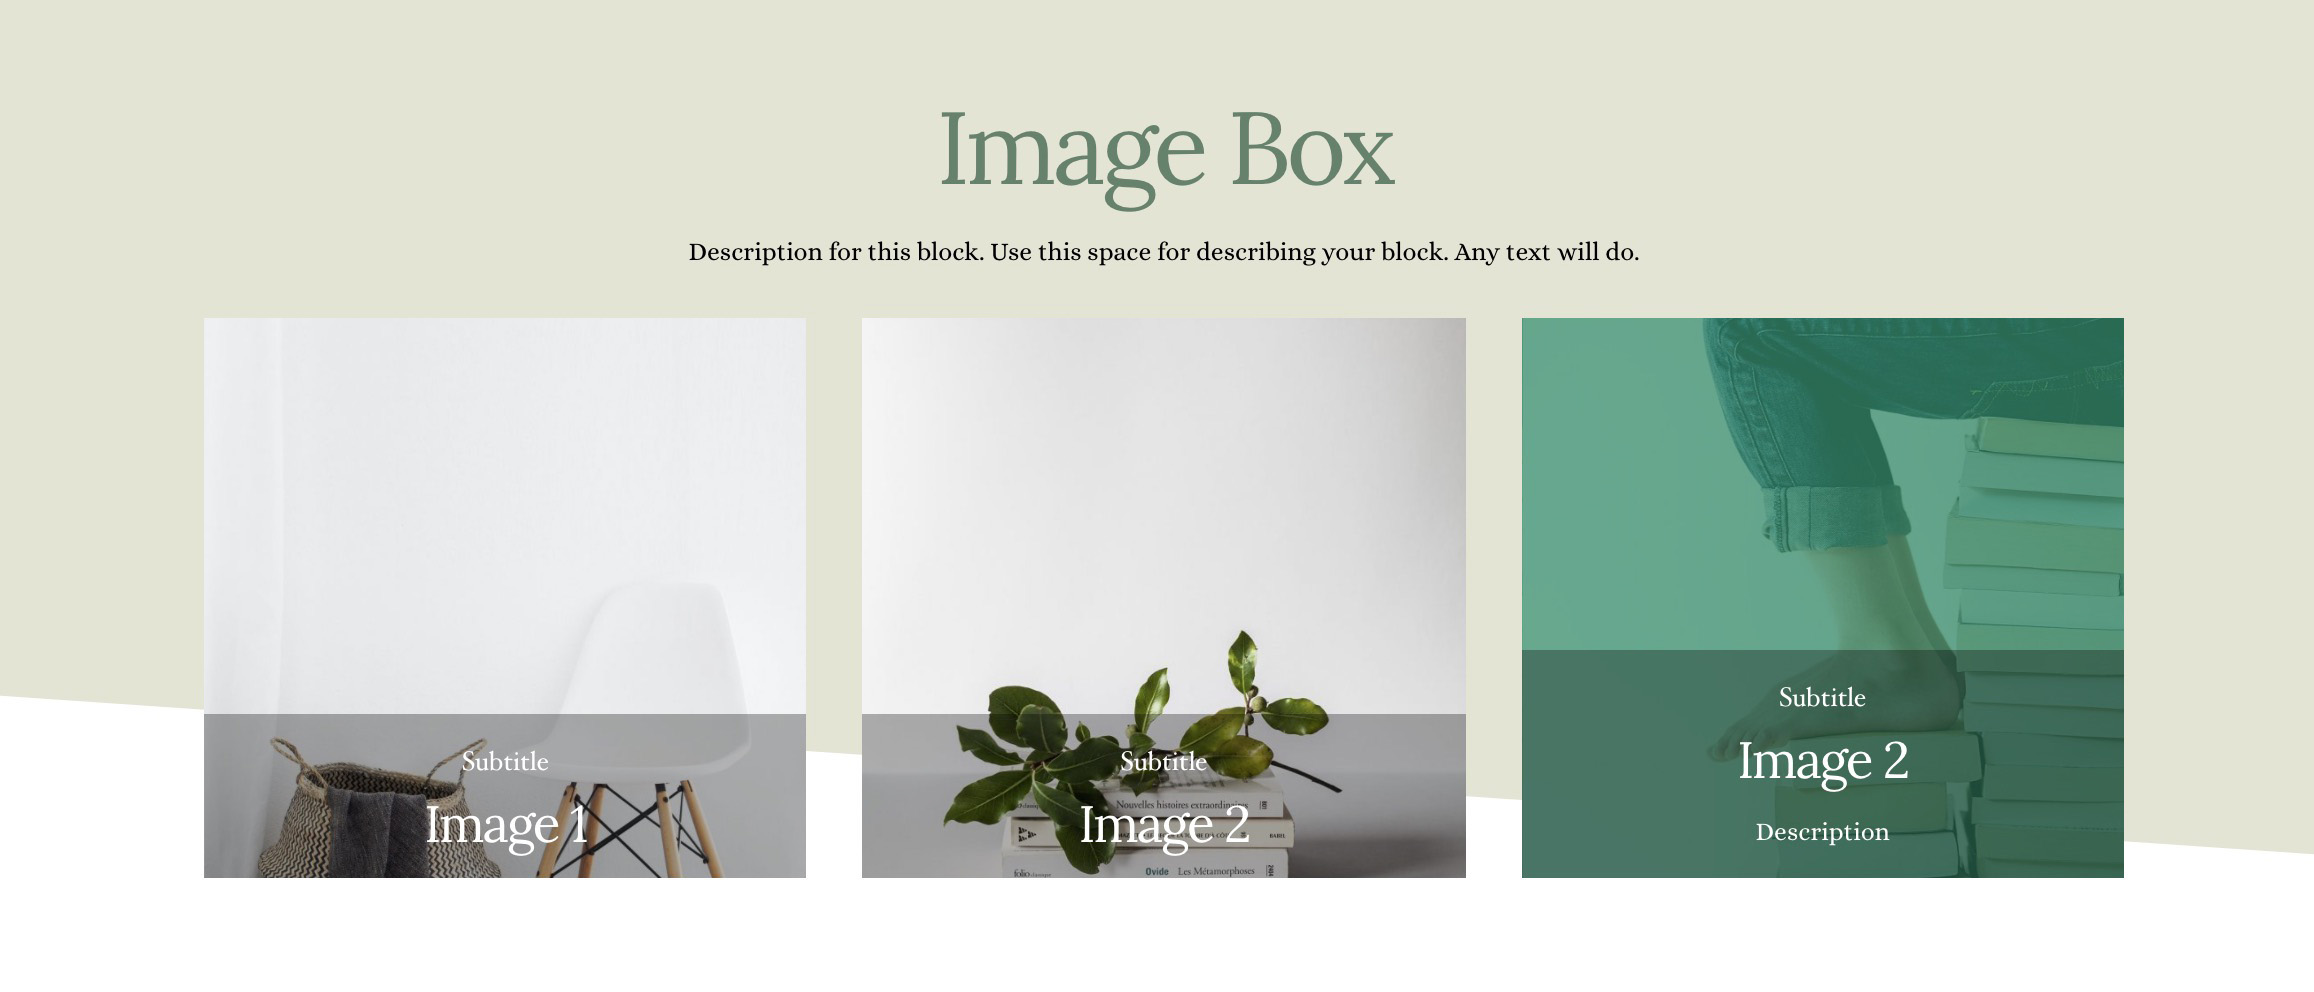 Image Box
Description for this block. Use this space for describing your block. Any text will do.
Subtitle
Image 1
Subtitle
Nouvelles histoires extraordinaires
Image 2
BABEL
folio
Ovide Les Métamorphoses
Subtitle
Image 2
Description